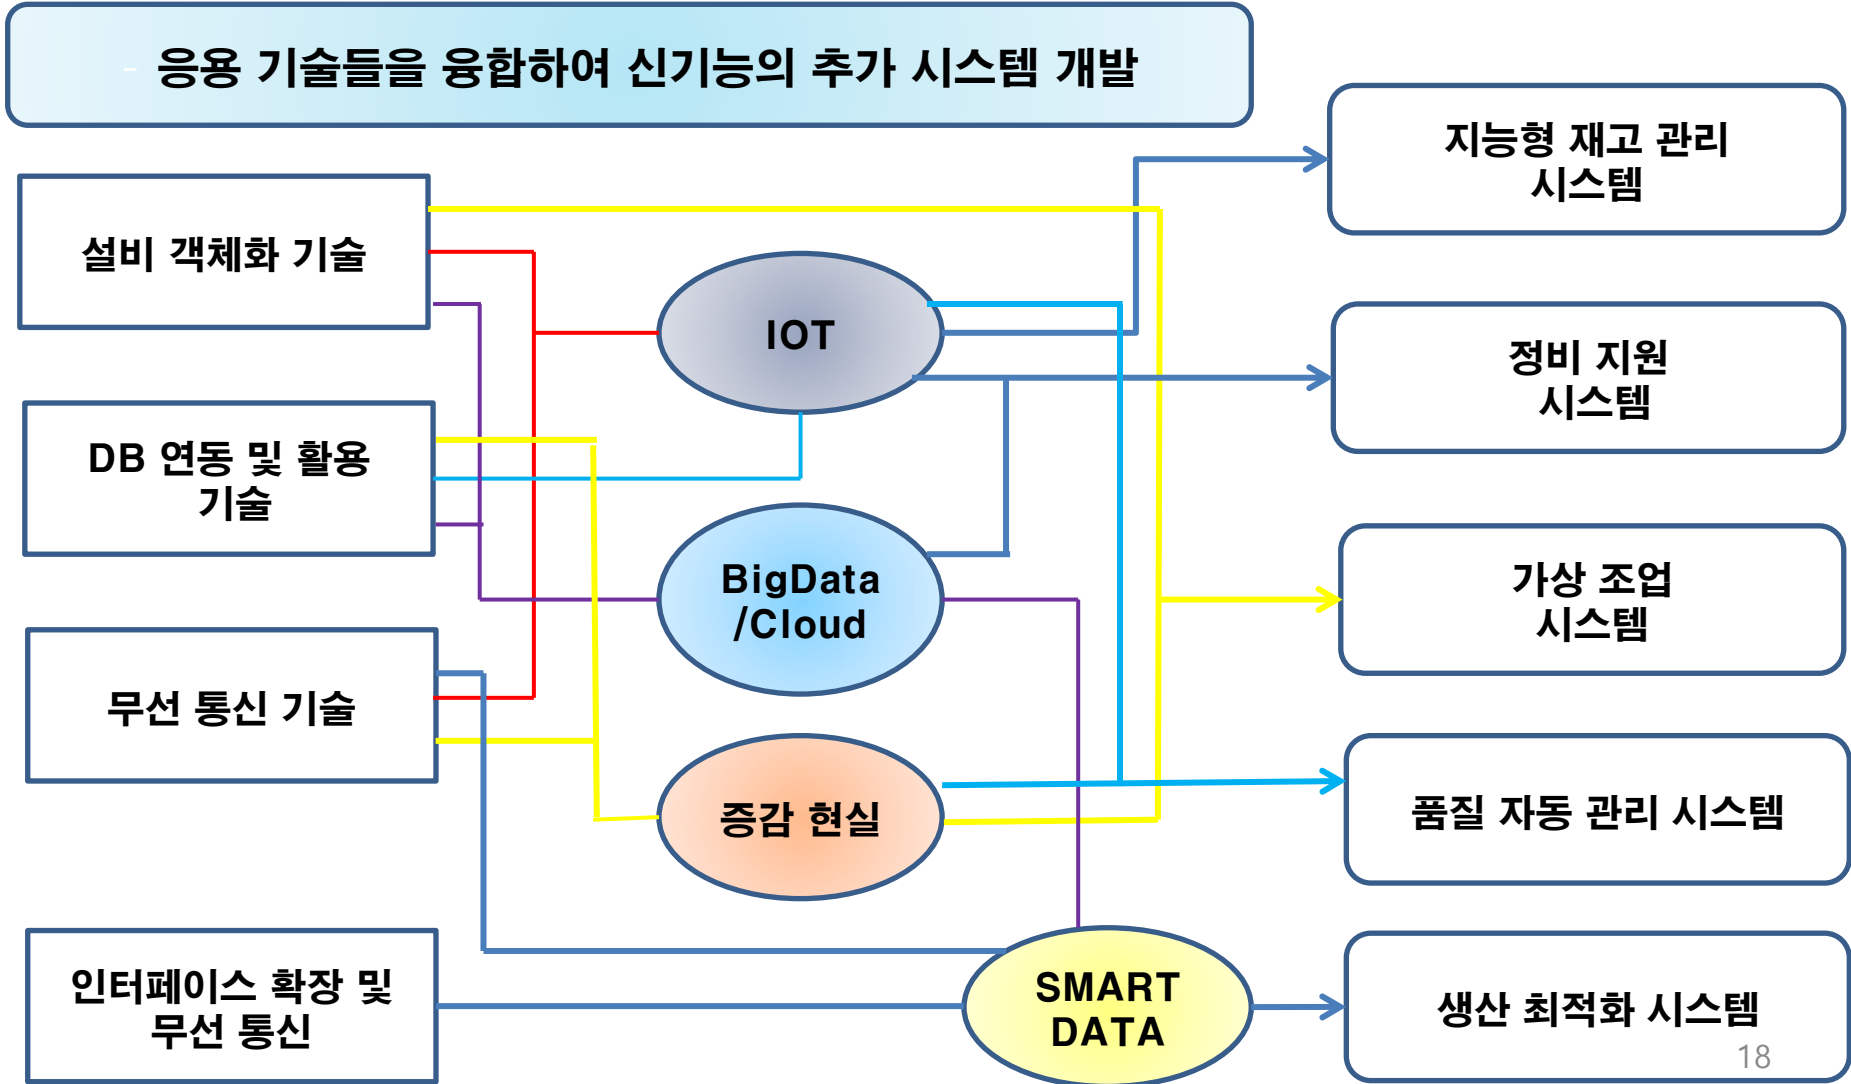 - 응용 기술들을 융합하여 신기능의 추가 시스템 개발
설비 객체화 기술
DB 연동 및 활용
기술
무선 통신 기술
인터페이스 확장 및
무선 통신
IOT
BigData
/Cloud
증감 현실
SMART
DATA
지능형 재고 관리
시스템
정비 지원
시스템
가상 조업
시스템
품질 자동 관리 시스템
생산 최적화 시스템
18